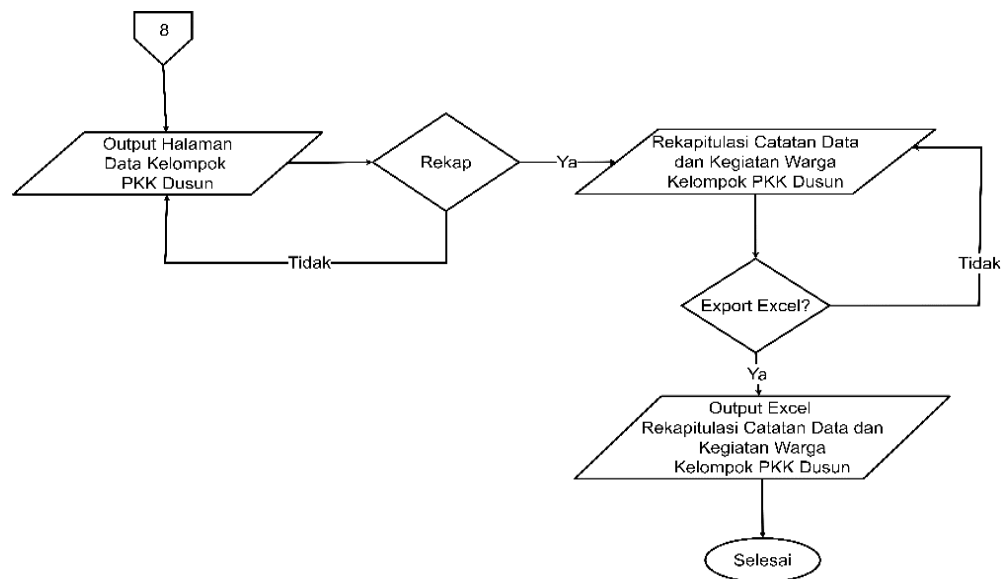 8
Output Halaman
Data Kelompok
PKK Dusun
Rekap
Ya
Rekapitulasi Catatan Data
dan Kegiatan Warga
Kelompok PKK Dusun
Tidak
Tidak
Export Excel?
Ya
Output Excel
Rekapitulasi Catatan Data dan
Kegiatan Warga
Kelompok PKK Dusun
Selesai